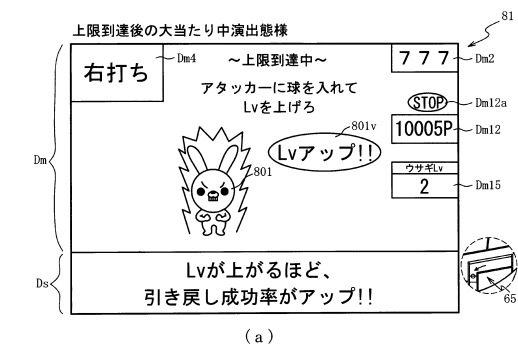 上限到達後の大当たり中演出態様
81
右打ち
Dm4
～上限到達中～
777
Dm2
アタッカーに球を入れて
Lvを上げろ
STOP
Dm12a
801v
10005P
Dm12
Lvアップ!!
Dm
801
ウサギLv
2
Dm15
Lvが上がるほど、
引き戻し成功率がアップ!!
Ds
65
(a)